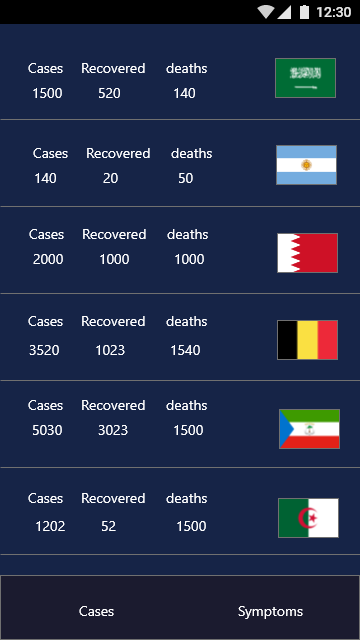 12:30
Cases Recovered deaths
1500 520 140
Cases Recovered deaths
140 20 50
Cases Recovered deaths
2000 1000 1000
Cases Recovered deaths
3520 1023 1540
Cases Recovered deaths
5030 3023 1500
Cases Recovered deaths
1202 52 1500
Cases Symptoms